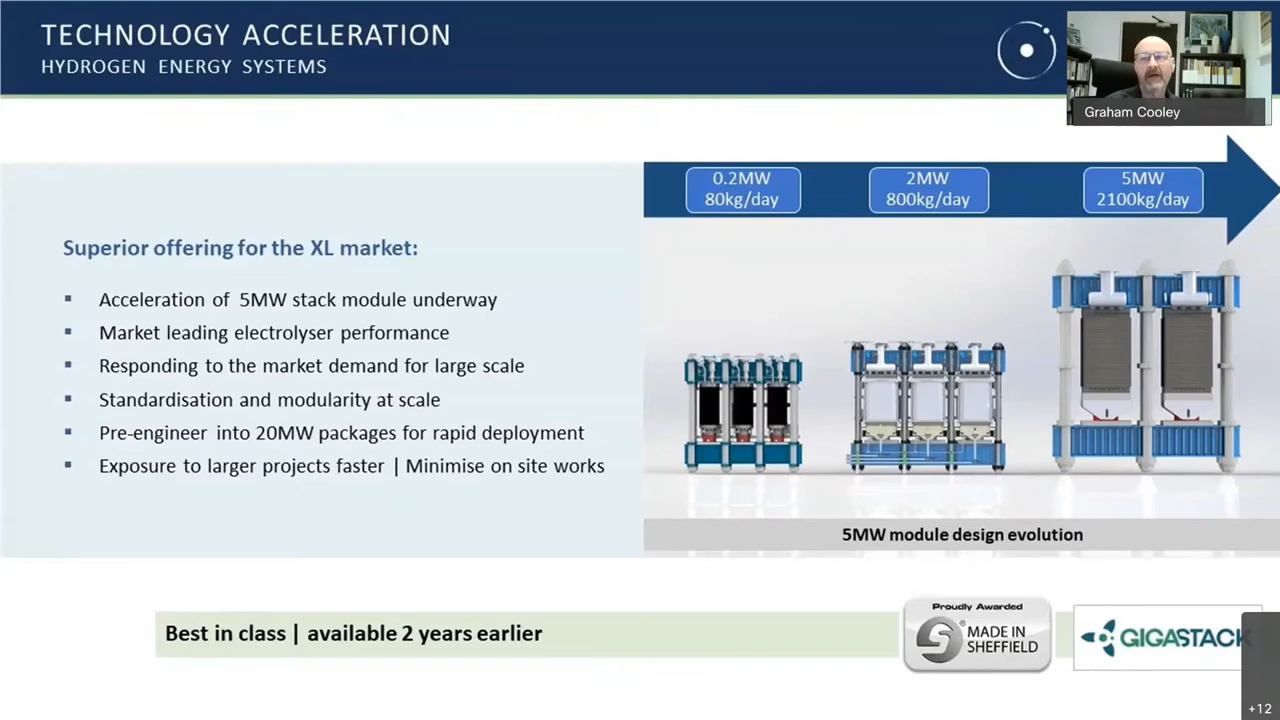 TECHNOLOGY ACCELERATION
HYDROGEN ENERGY SYSTEMS
Graham Cooley
0.2MW
80kg/day
2MW
800kg/day
5MW
2100kg/day
Superior offering for the XL market:
Acceleration of 5MW stack module underway
Market leading electrolyser performance
Responding to the market demand for large scale
Standardisation and modularity at scale
Pre-engineer into 20MW packages for rapid deployment
Exposure to larger projects faster | Minimise on site works
5MW module design evolution
Best in class | available 2 years earlier
Proudly Awarded
MADE IN
SHEFFIELD
GIGASTACK
+12